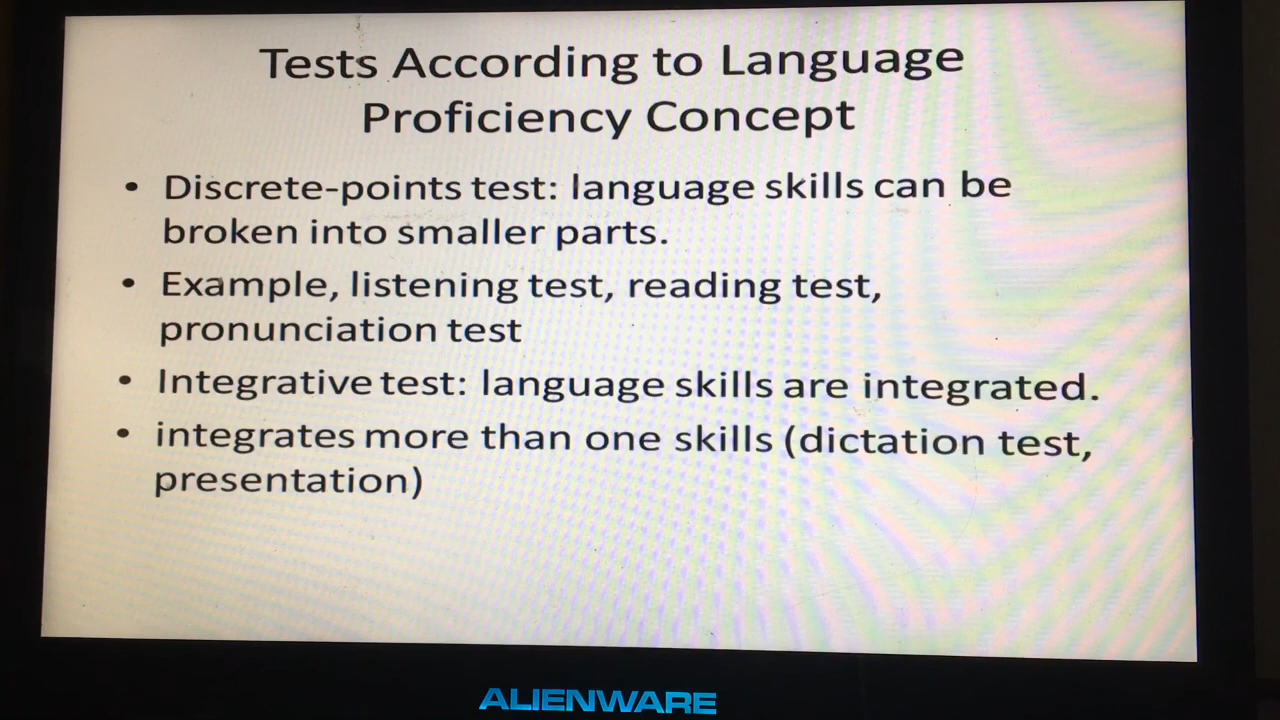 Tests According to Language
Proficiency Concept
• Discrete-points test: language skills can be
broken into smaller parts.
• Example, listening test, reading test,
pronunciation test
• Integrative test: language skills are integrated.
• integrates more than one skills (dictation test,
presentation)
ALIENWARE